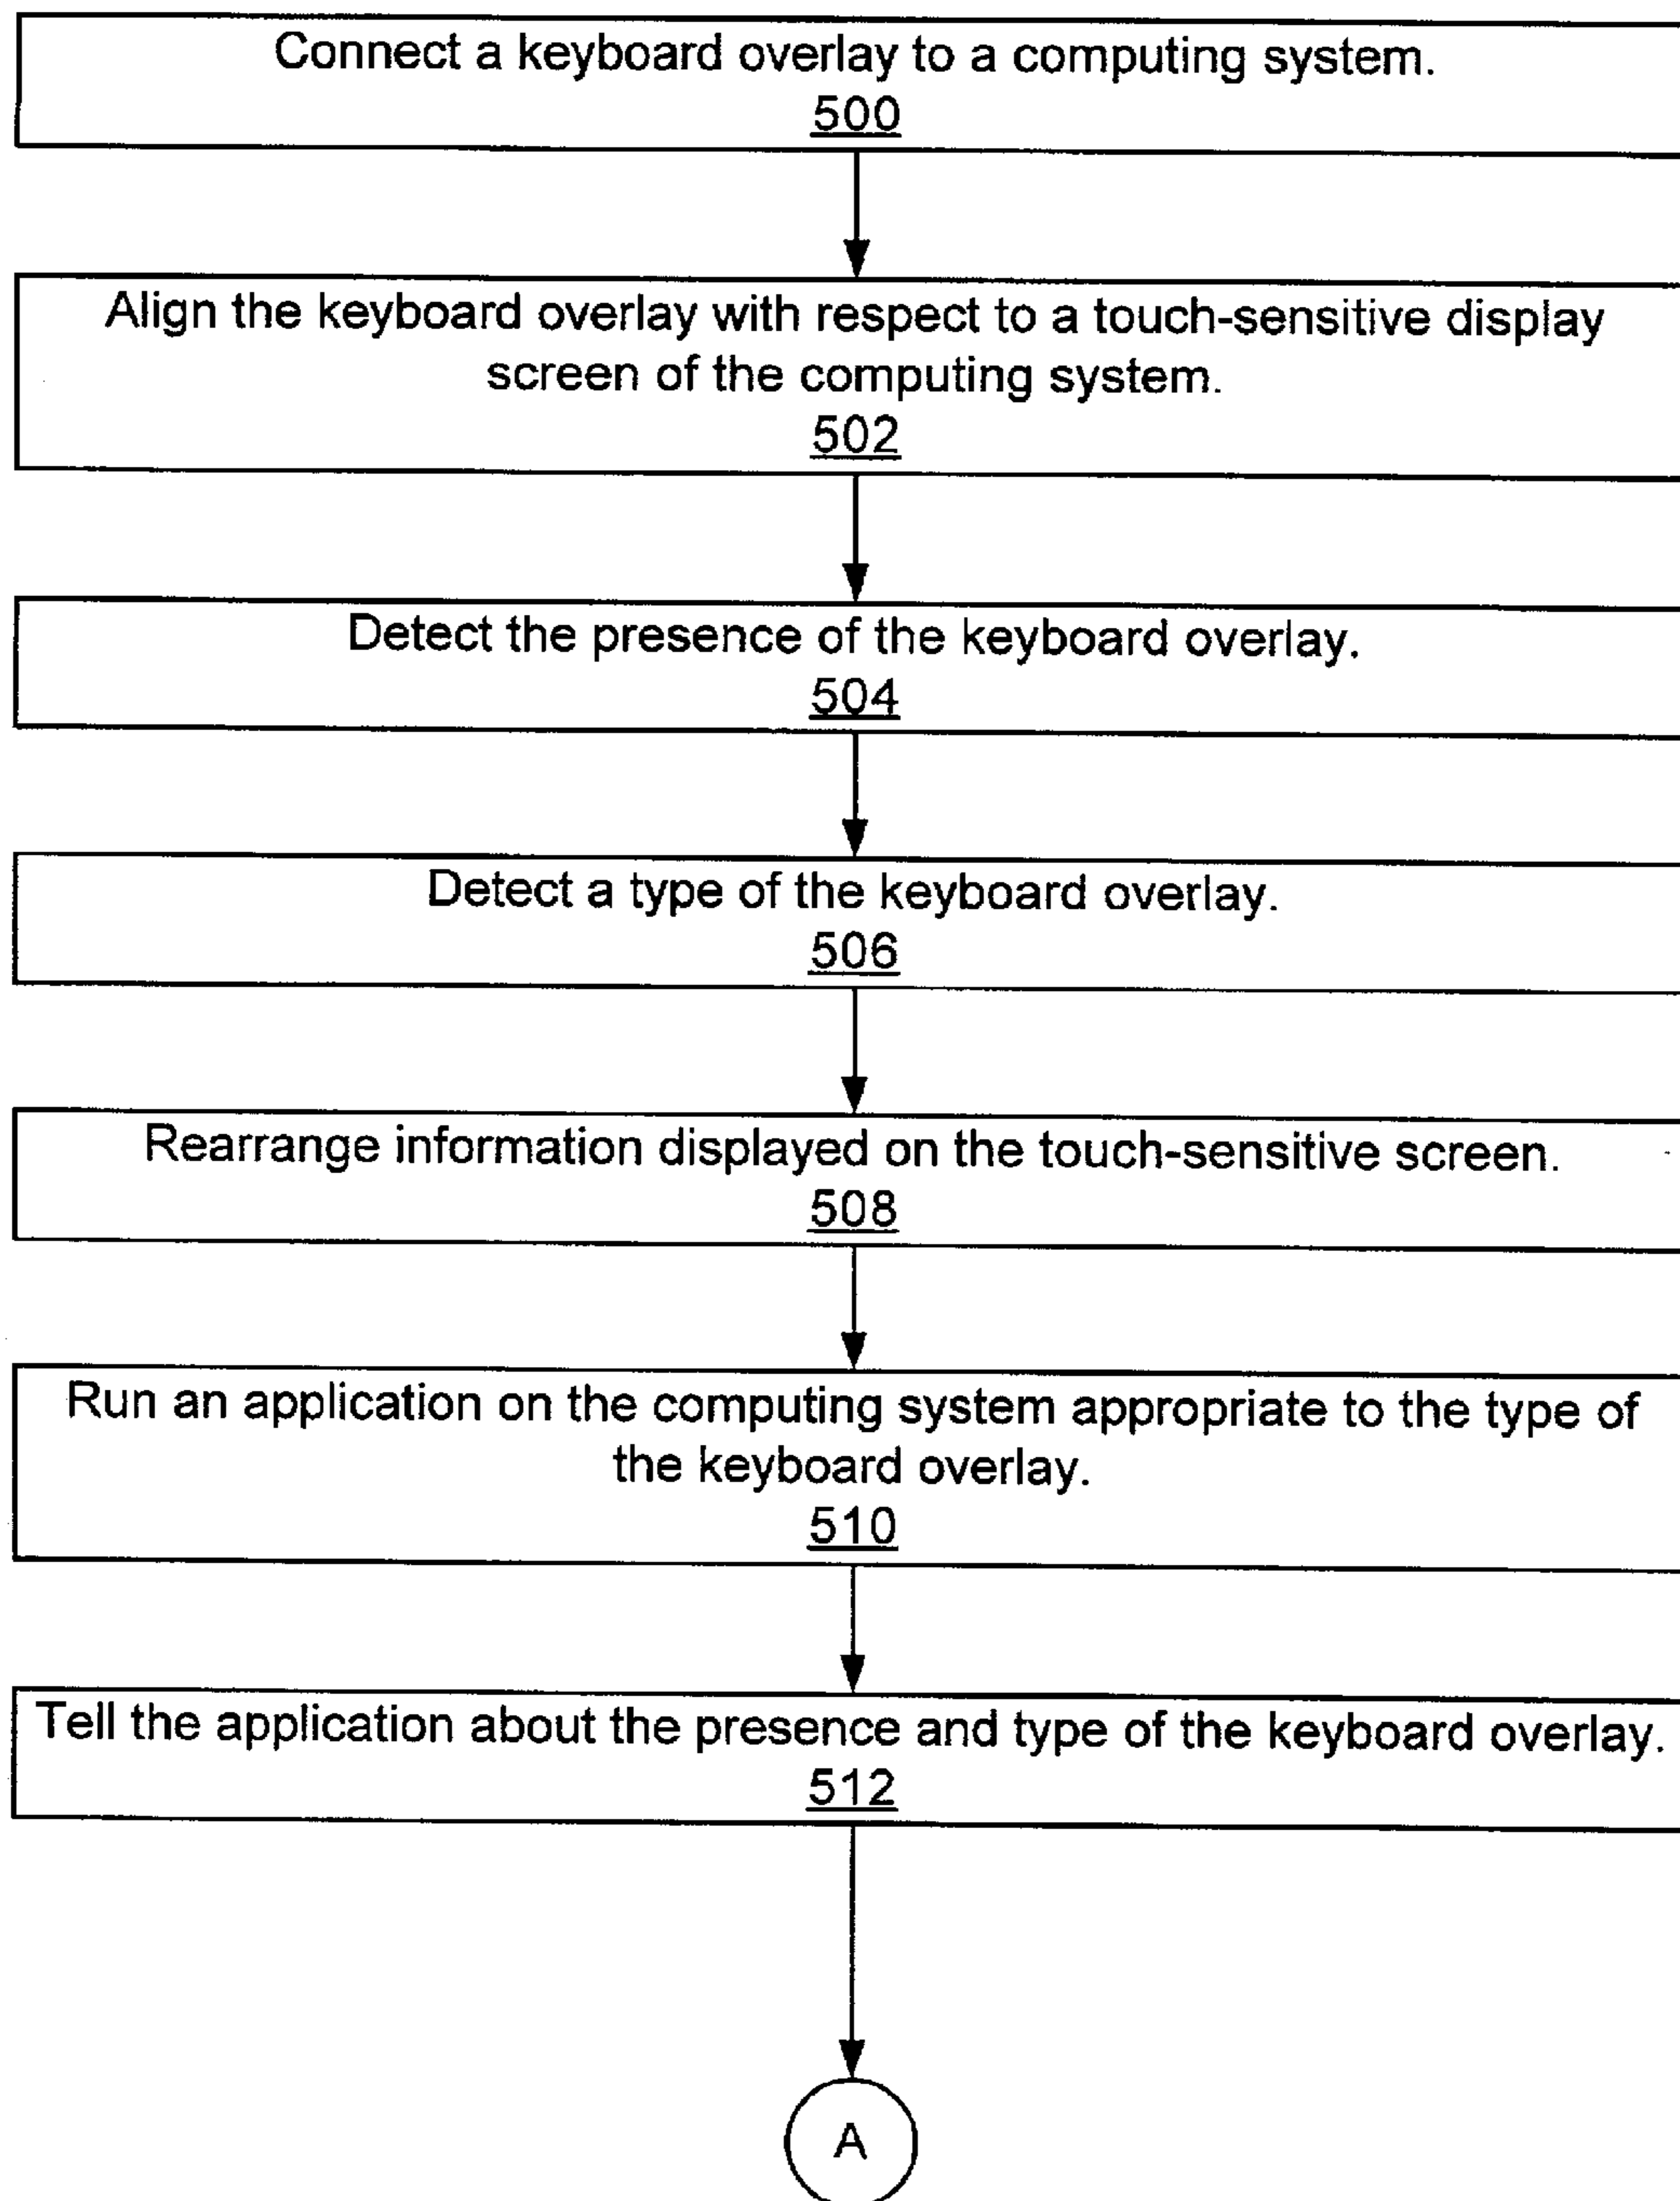 Connect a keyboard overlay to a computing system.
500
Align the keyboard overlay with respect to a touch-sensitive display
screen of the computing system.
502
Detect the presence of the keyboard overlay.
504
Detect a type of the keyboard overlay.
506
Rearrange information displayed on the touch-sensitive screen.
508
Run an application on the computing system appropriate to the type of
the keyboard overlay.
510
Tell the application about the presence and type of the keyboard overlay.
512
A